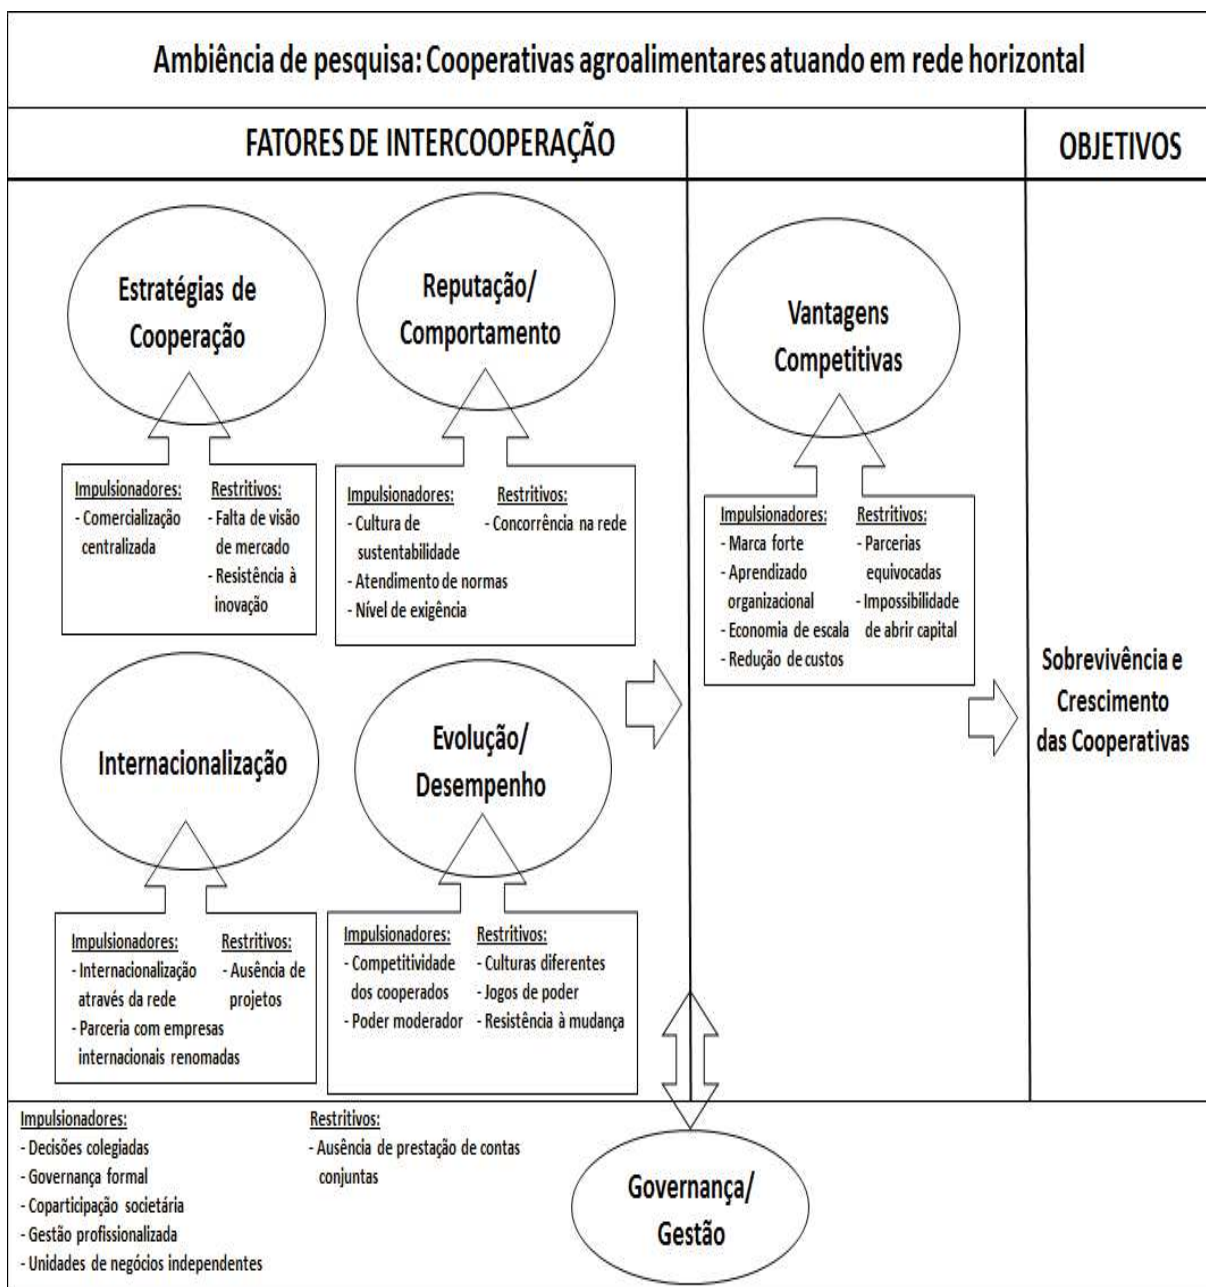 Ambiência de pesquisa: Cooperativas agroalimentares atuando em rede horizontal
FATORES DE INTERCOOPERAÇÃO
OBJETIVOS
Estratégias de
Cooperação
Impulsionadores:
- Comercialização
centralizada
Restritivos:
- Falta de visão
de mercado
- Resistência à
inovação
Reputação/
Comportamento
Impulsionadores:
- Cultura de
sustentabilidade
- Atendimento de normas
- Nível de exigência
Restritivos:
- Concorrência na rede
Vantagens
Competitivas
Impulsionadores:
- Marca forte
- Aprendizado
organizacional
- Economia de escala
- Redução de custos
Restritivos:
- Parcerias
equivocadas
- Impossibilidade
de abrir capital
Sobrevivência e
Crescimento
das Cooperativas
Internacionalização
Impulsionadores:
- Internacionalização
através da rede
- Parceria com empresas
internacionais renomadas
Restritivos:
- Ausência de
projetos
Evolução/
Desempenho
Impulsionadores:
- Competitividade
dos cooperados
- Poder moderador
Restritivos:
- Culturas diferentes
- Jogos de poder
- Resistência à mudança
Impulsionadores:
- Decisões colegiadas
- Governança formal
- Coparticipação societária
- Gestão profissionalizada
- Unidades de negócios independentes
Restritivos:
- Ausência de prestação de contas
conjuntas
Governança/
Gestão